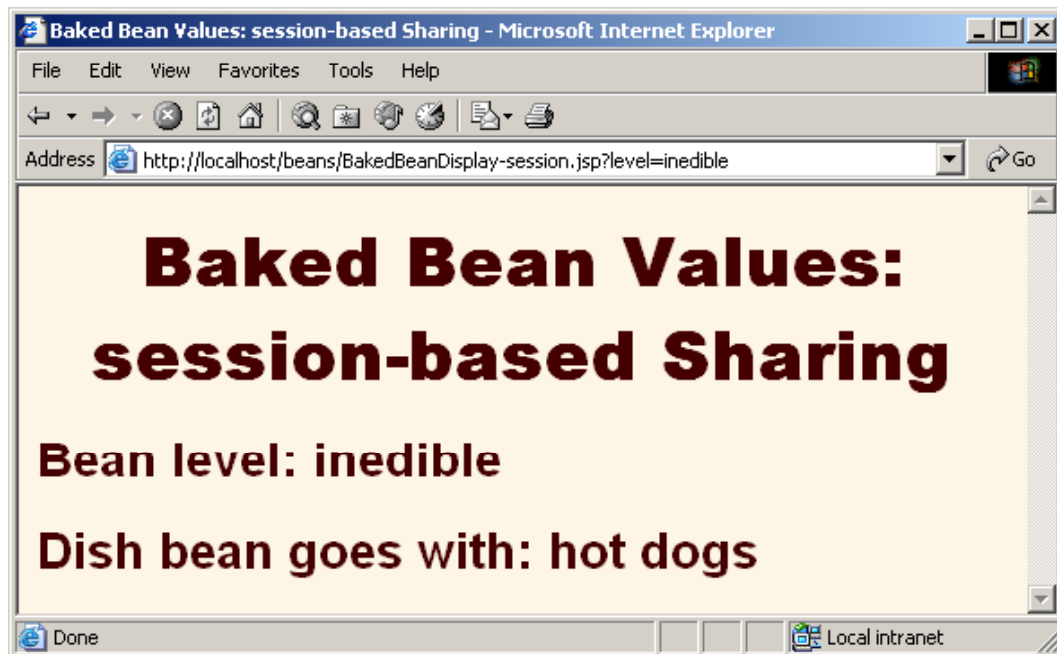 Baked Bean Values: session-based Sharing - Microsoft Internet Explorer
File Edit View Favorites Tools Help
Address http://localhost/beans/BakedBeanDisplay-session.jsp?level=inedible Go
Baked Bean Values:
session-based Sharing
Bean level: inedible
Dish bean goes with: hot dogs
Done Local intranet